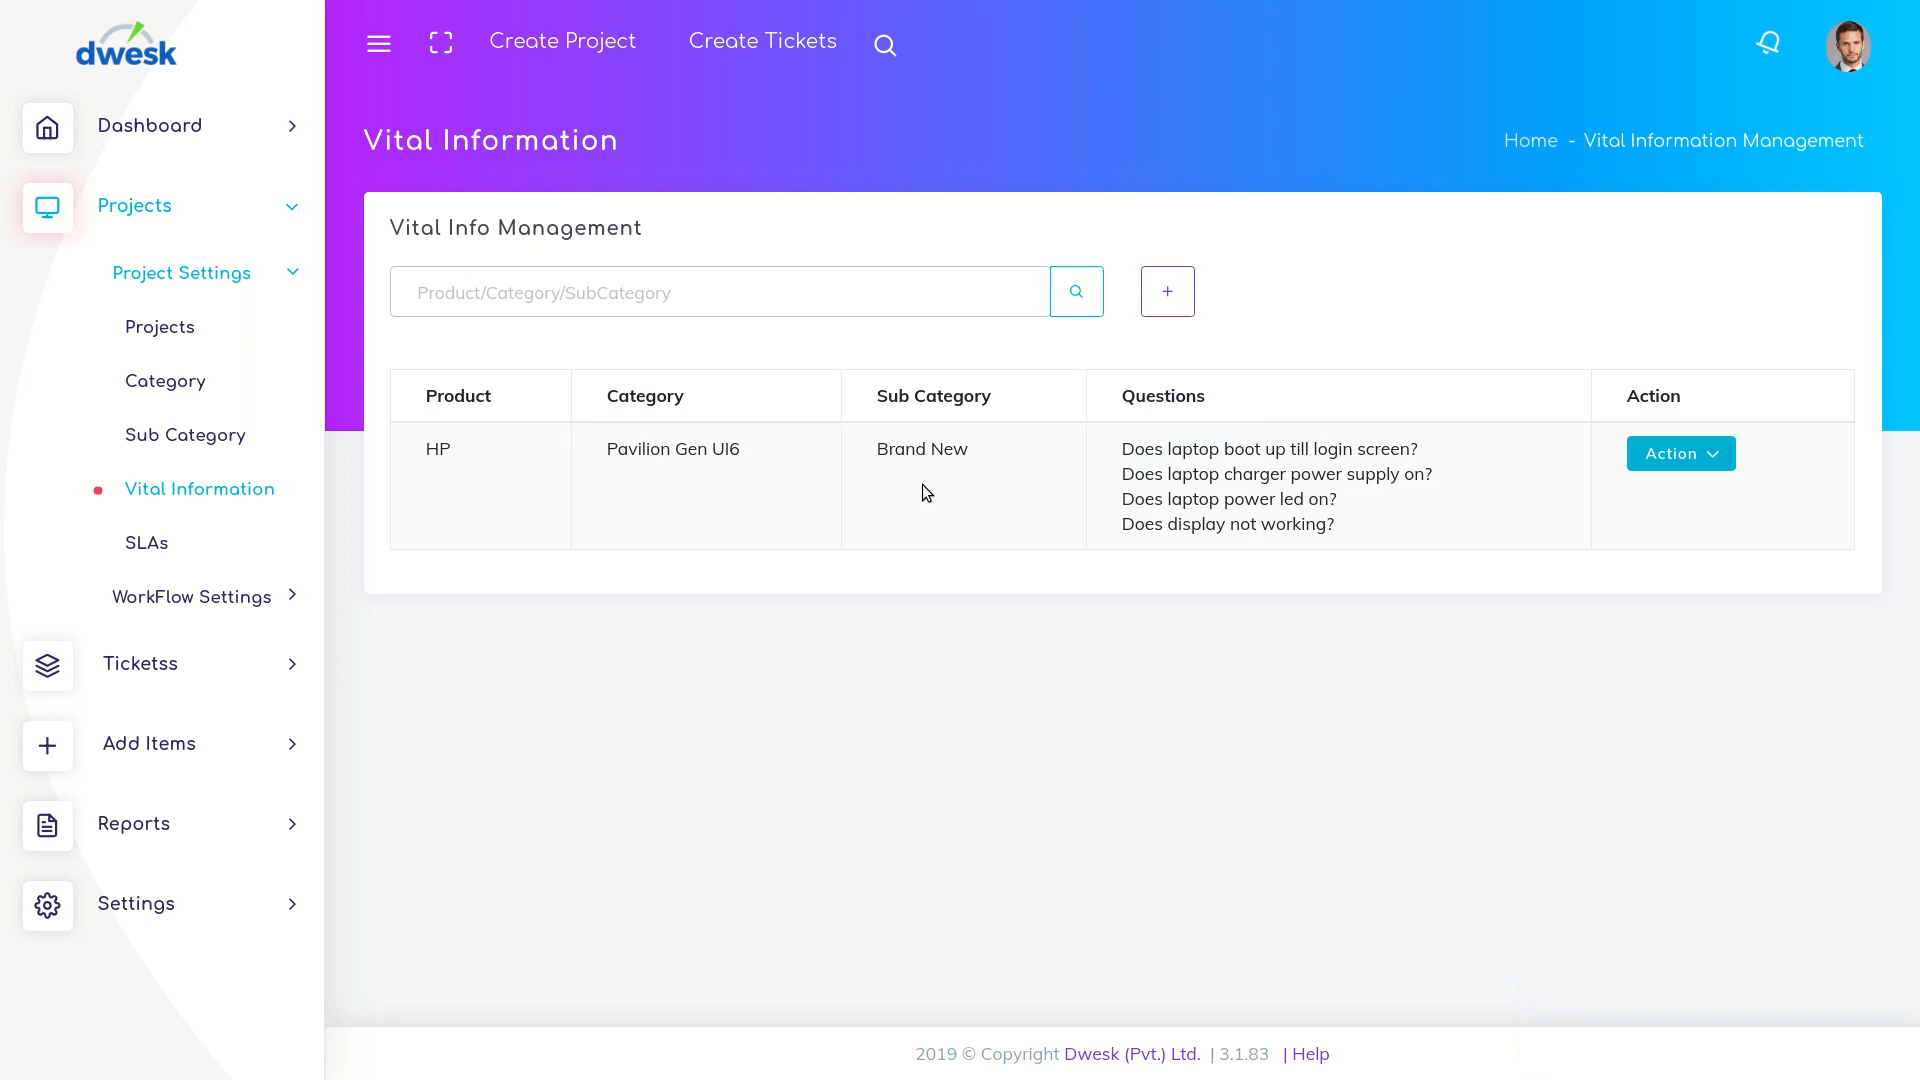 dwesk
Create Project
Create Tickets
Dashboard
Projects
Project Settings
Projects
Category
Sub Category
Vital Information
SLAs
WorkFlow Settings
Ticketss
Add Items
Reports
Settings
Vital Information
Home - Vital Information Management
Vital Info Management
Product/Category/SubCategory
+
Product Category Sub Category Questions Action
HP Pavilion Gen UI6 Brand New Does laptop boot up till login screen? Action
Does laptop charger power supply on?
Does laptop power led on?
Does display not working?
2019 © Copyright Dwesk (Pvt.) Ltd. | 3.1.83 | Help